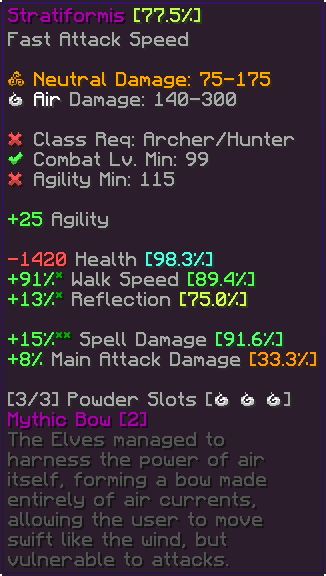 Stratiformis [77.5%]
Fast Attack Speed
Neutral Damage: 75-175
Air Damage: 140-300
✖ Class Req: Archer/Hunter
✔ Combat Lv. Min: 99
✖ Agility Min: 115
+25 Agility
-1420 Health [98.3%]
+91%* Walk Speed [89.4%]
+13%* Reflection [75.0%]
+15%** Spell Damage [91.6%]
+8% Main Attack Damage [33.3%]
[3/3] Powder Slots [ ]
Mythic Bow [2]
The Elves managed to
harness the power of air
itself, forming a bow made
entirely of air currents,
allowing the user to move
swift like the wind, but
vulnerable to attacks.